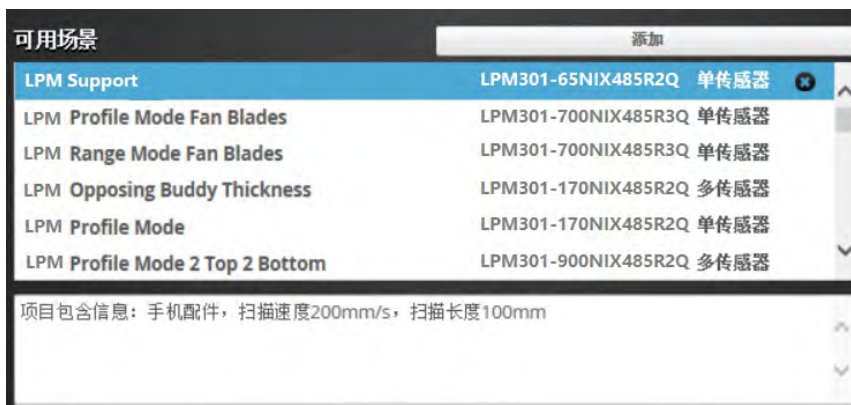 可用场景 添加
LPM Support LPM301-65NIX485R2Q 单传感器
LPM Profile Mode Fan Blades LPM301-700NIX485R3Q 单传感器
LPM Range Mode Fan Blades LPM301-700NIX485R3Q 单传感器
LPM Opposing Buddy Thickness LPM301-170NIX485R2Q 多传感器
LPM Profile Mode LPM301-170NIX485R2Q 单传感器
LPM Profile Mode 2 Top 2 Bottom LPM301-900NIX485R2Q 多传感器
项目包含信息：手机配件，扫描速度200mm/s，扫描长度100mm